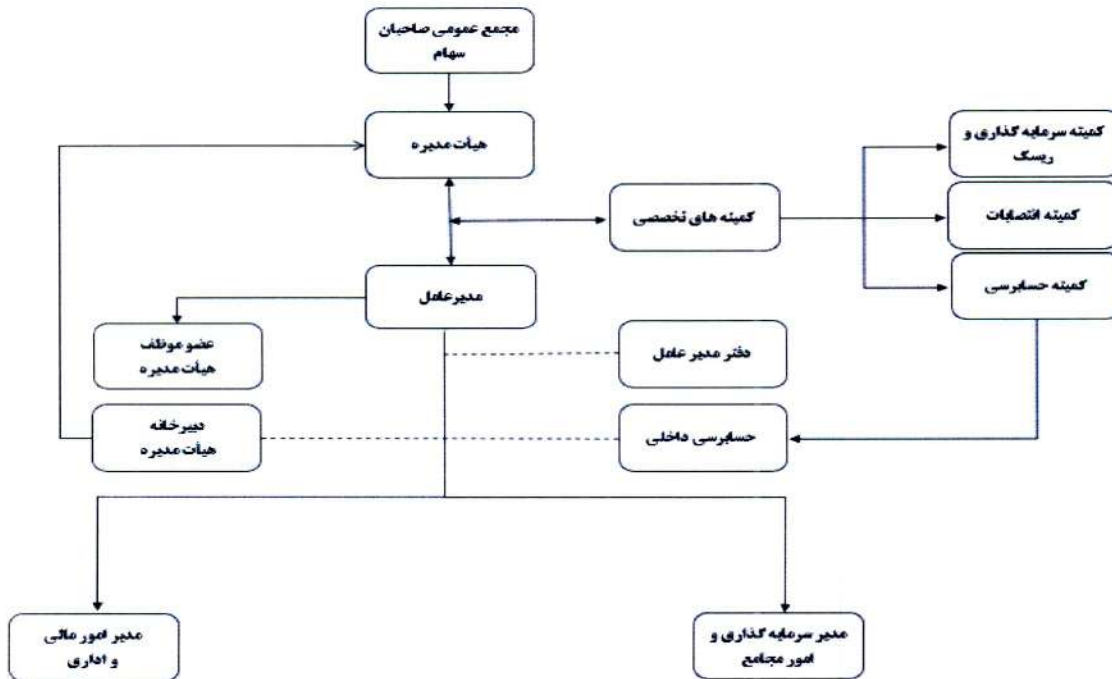 مجمع عمومی صاحبان
سهام
هیأت مدیره
کمیته سرمایه گذاری و
ریسک
کمیته های تخصصی
کمیته انتصابات
کمیته حسابرسی
مدیرعامل
عضو موظف
هیأت مدیره
دفتر مدیر عامل
دبیرخانه
هیأت مدیره
حسابرسی داخلی
مدیر سرمایه گذاری و
امور مجامع
مدیر امور مالی
و اداری